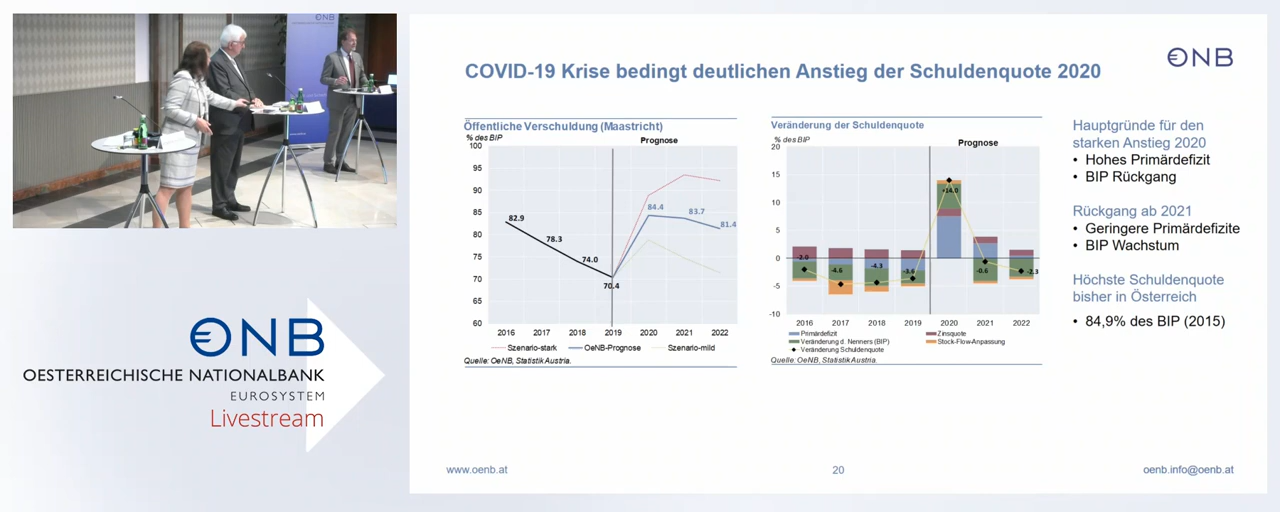 ONB
COVID-19 Krise bedingt deutlichen Anstieg der Schuldenquote 2020
€NB
Öffentliche Verschuldung (Maastricht)
% des BIP
Prognose
100
95
90
85
80
75
70
65
60
82.9
78.3
74.0
70.4
84.4
83.7
81.4
2016 2017 2018 2019 2020 2021 2022
Szenario-stark OeNB-Prognose Szenario-mild
Quelle: OeNB, Statistik Austria.
Veränderung der Schuldenquote
% des BIP
Prognose
20
15
10
5
0
-5
-10
-2.0
-4.6
-4.3
-3.6
+14.0
-0.6
-2.3
2016 2017 2018 2019 2020 2021 2022
Primärdefizit Zinsquote
Veränderung d. Nenners (BIP) Stock-Flow-Anpassung
Veränderung Schuldenquote
Quelle: OeNB, Statistik Austria.
Hauptgründe für den
starken Anstieg 2020
• Hohes Primärdefizit
• BIP Rückgang
Rückgang ab 2021
• Geringere Primärdefizite
• BIP Wachstum
Höchste Schuldenquote
bisher in Österreich
• 84,9% des BIP (2015)
€NB
OESTERREICHISCHE NATIONALBANK
EUROSYSTEM
Livestream
www.oenb.at
20
oenb.info@oenb.at